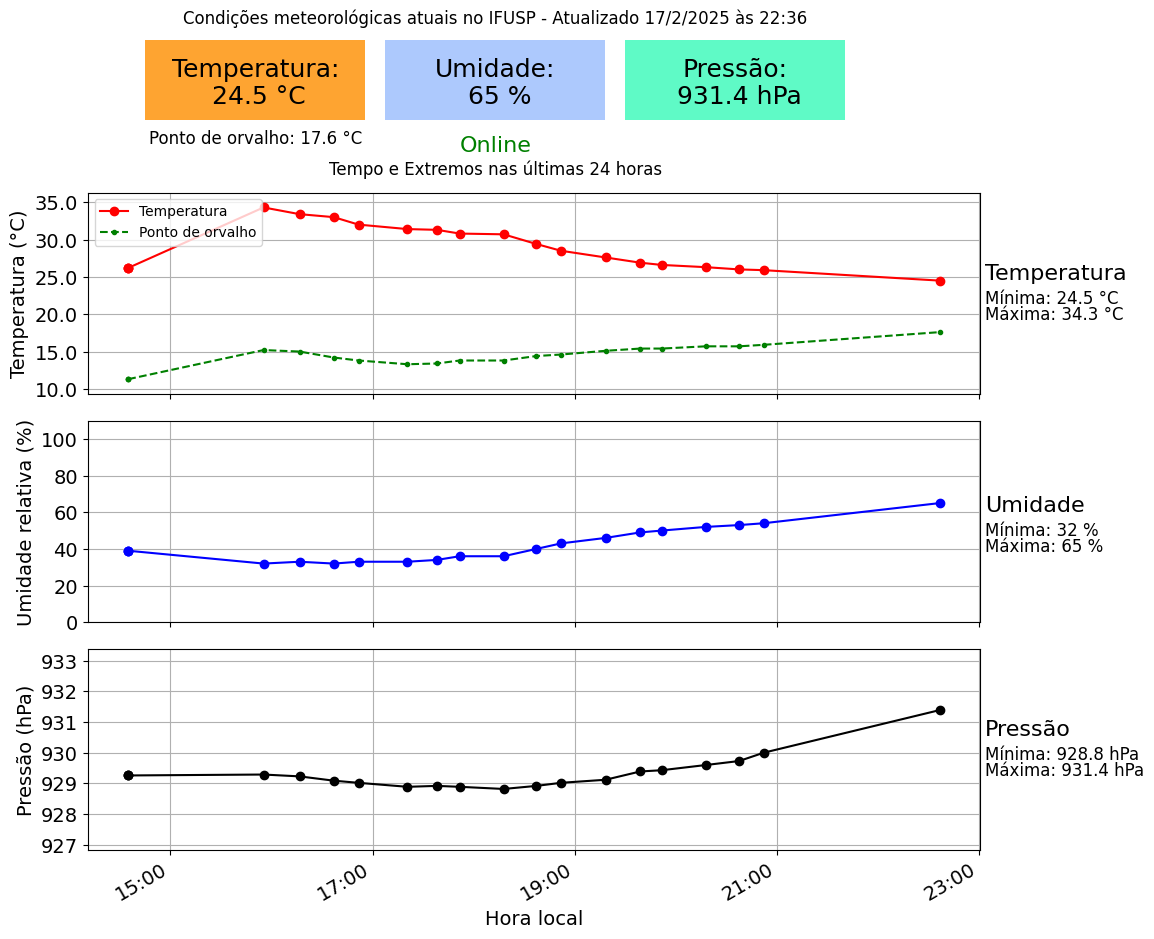 Condições meteorológicas atuais no IFUSP - Atualizado 17/2/2025 às 22:36
Temperatura:
24.5 °C
Umidade:
65 %
Pressão:
931.4 hPa
Ponto de orvalho: 17.6 °C
Online
Tempo e Extremos nas últimas 24 horas
Temperatura (°C)
35.0
30.0
25.0
20.0
15.0
10.0
Temperatura
Ponto de orvalho
Temperatura
Mínima: 24.5 °C
Máxima: 34.3 °C
Umidade relativa (%)
100
80
60
40
20
0
Umidade
Mínima: 32 %
Máxima: 65 %
Pressão (hPa)
933
932
931
930
929
928
927
Pressão
Mínima: 928.8 hPa
Máxima: 931.4 hPa
15:00
17:00
19:00
21:00
23:00
Hora local